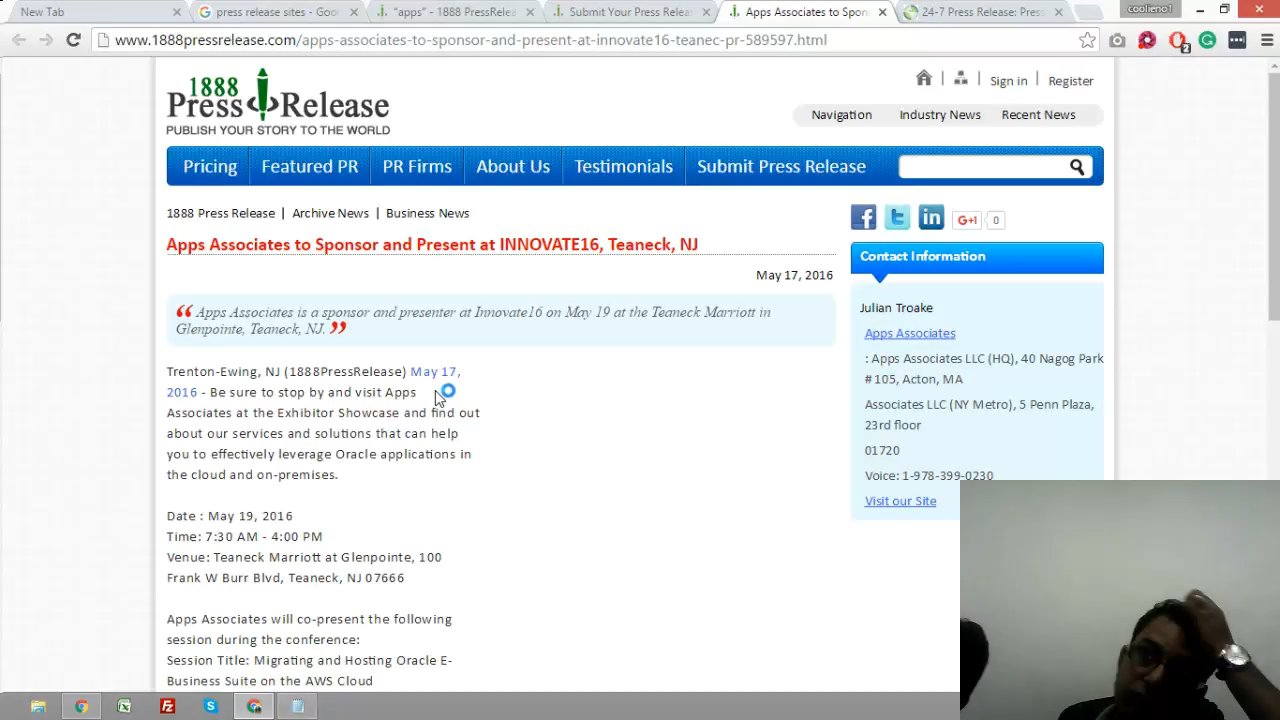 New Tab
press release sites - Goo
"apps" - 1888 PressRelea
Submit Your Press Relea
Apps Associates to Spon
24-7 Press Release: Pres
coolieno1
www.1888pressrelease.com/apps-associates-to-sponsor-and-present-at-innovate16-teanec-pr-589597.html
2
1888
Press Release
PUBLISH YOUR STORY TO THE WORLD
Sign in
Register
Navigation
Industry News
Recent News
Pricing
Featured PR
PR Firms
About Us
Testimonials
Submit Press Release
1888 Press Release | Archive News | Business News
G+1 0
Apps Associates to Sponsor and Present at INNOVATE16, Teaneck, NJ
May 17, 2016
Apps Associates is a sponsor and presenter at Innovate16 on May 19 at the Teaneck Marriott in
Glenpointe, Teaneck, NJ.
Trenton-Ewing, NJ (1888PressRelease) May 17,
2016 - Be sure to stop by and visit Apps
Associates at the Exhibitor Showcase and find out
about our services and solutions that can help
you to effectively leverage Oracle applications in
the cloud and on-premises.
Date : May 19, 2016
Time: 7:30 AM - 4:00 PM
Venue: Teaneck Marriott at Glenpointe, 100
Frank W Burr Blvd, Teaneck, NJ 07666
Apps Associates will co-present the following
session during the conference:
Session Title: Migrating and Hosting Oracle E-
Business Suite on the AWS Cloud
Contact Information
Julian Troake
Apps Associates
: Apps Associates LLC (HQ), 40 Nagog Park
# 105, Acton, MA
Associates LLC (NY Metro), 5 Penn Plaza,
23rd floor
01720
Voice: 1-978-399-0230
Visit our Site